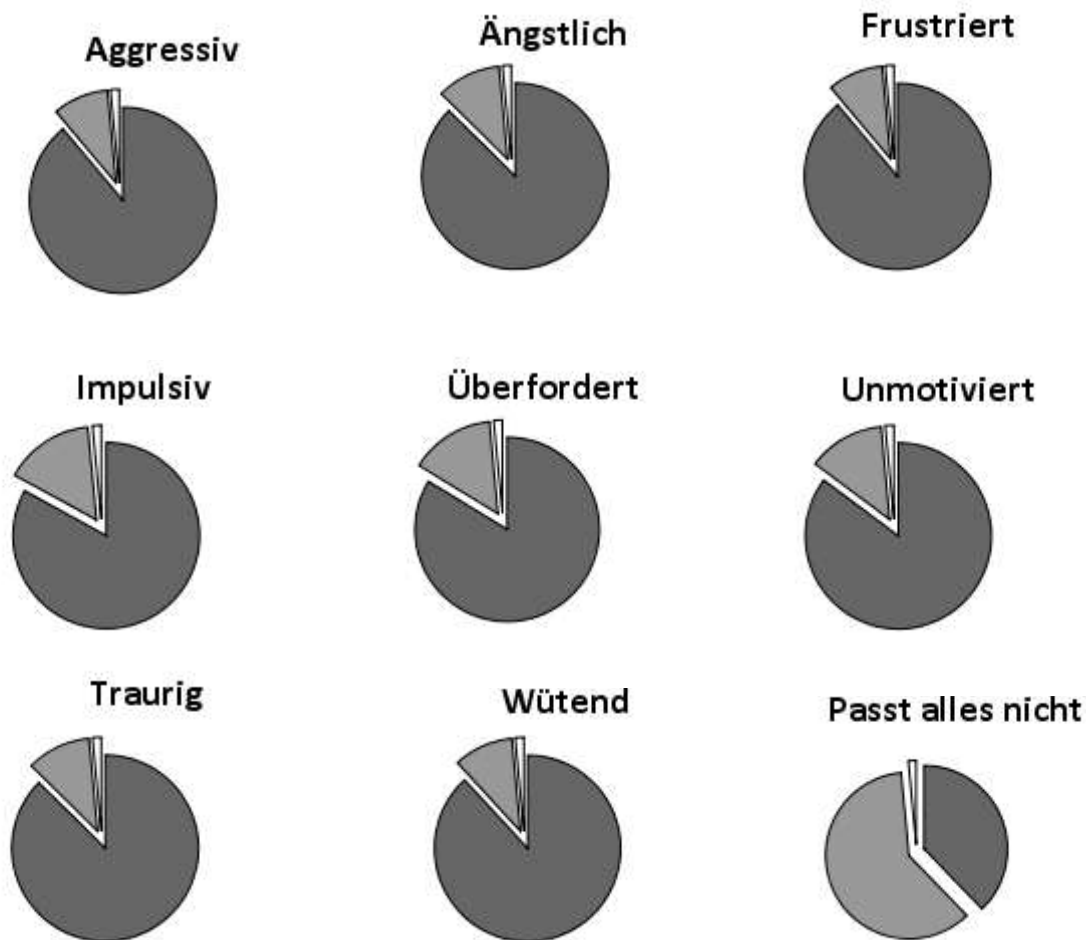 Aggressiv
Ängstlich
Frustriert
Impulsiv
Überfordert
Unmotiviert
Traurig
Wütend
Passt alles nicht